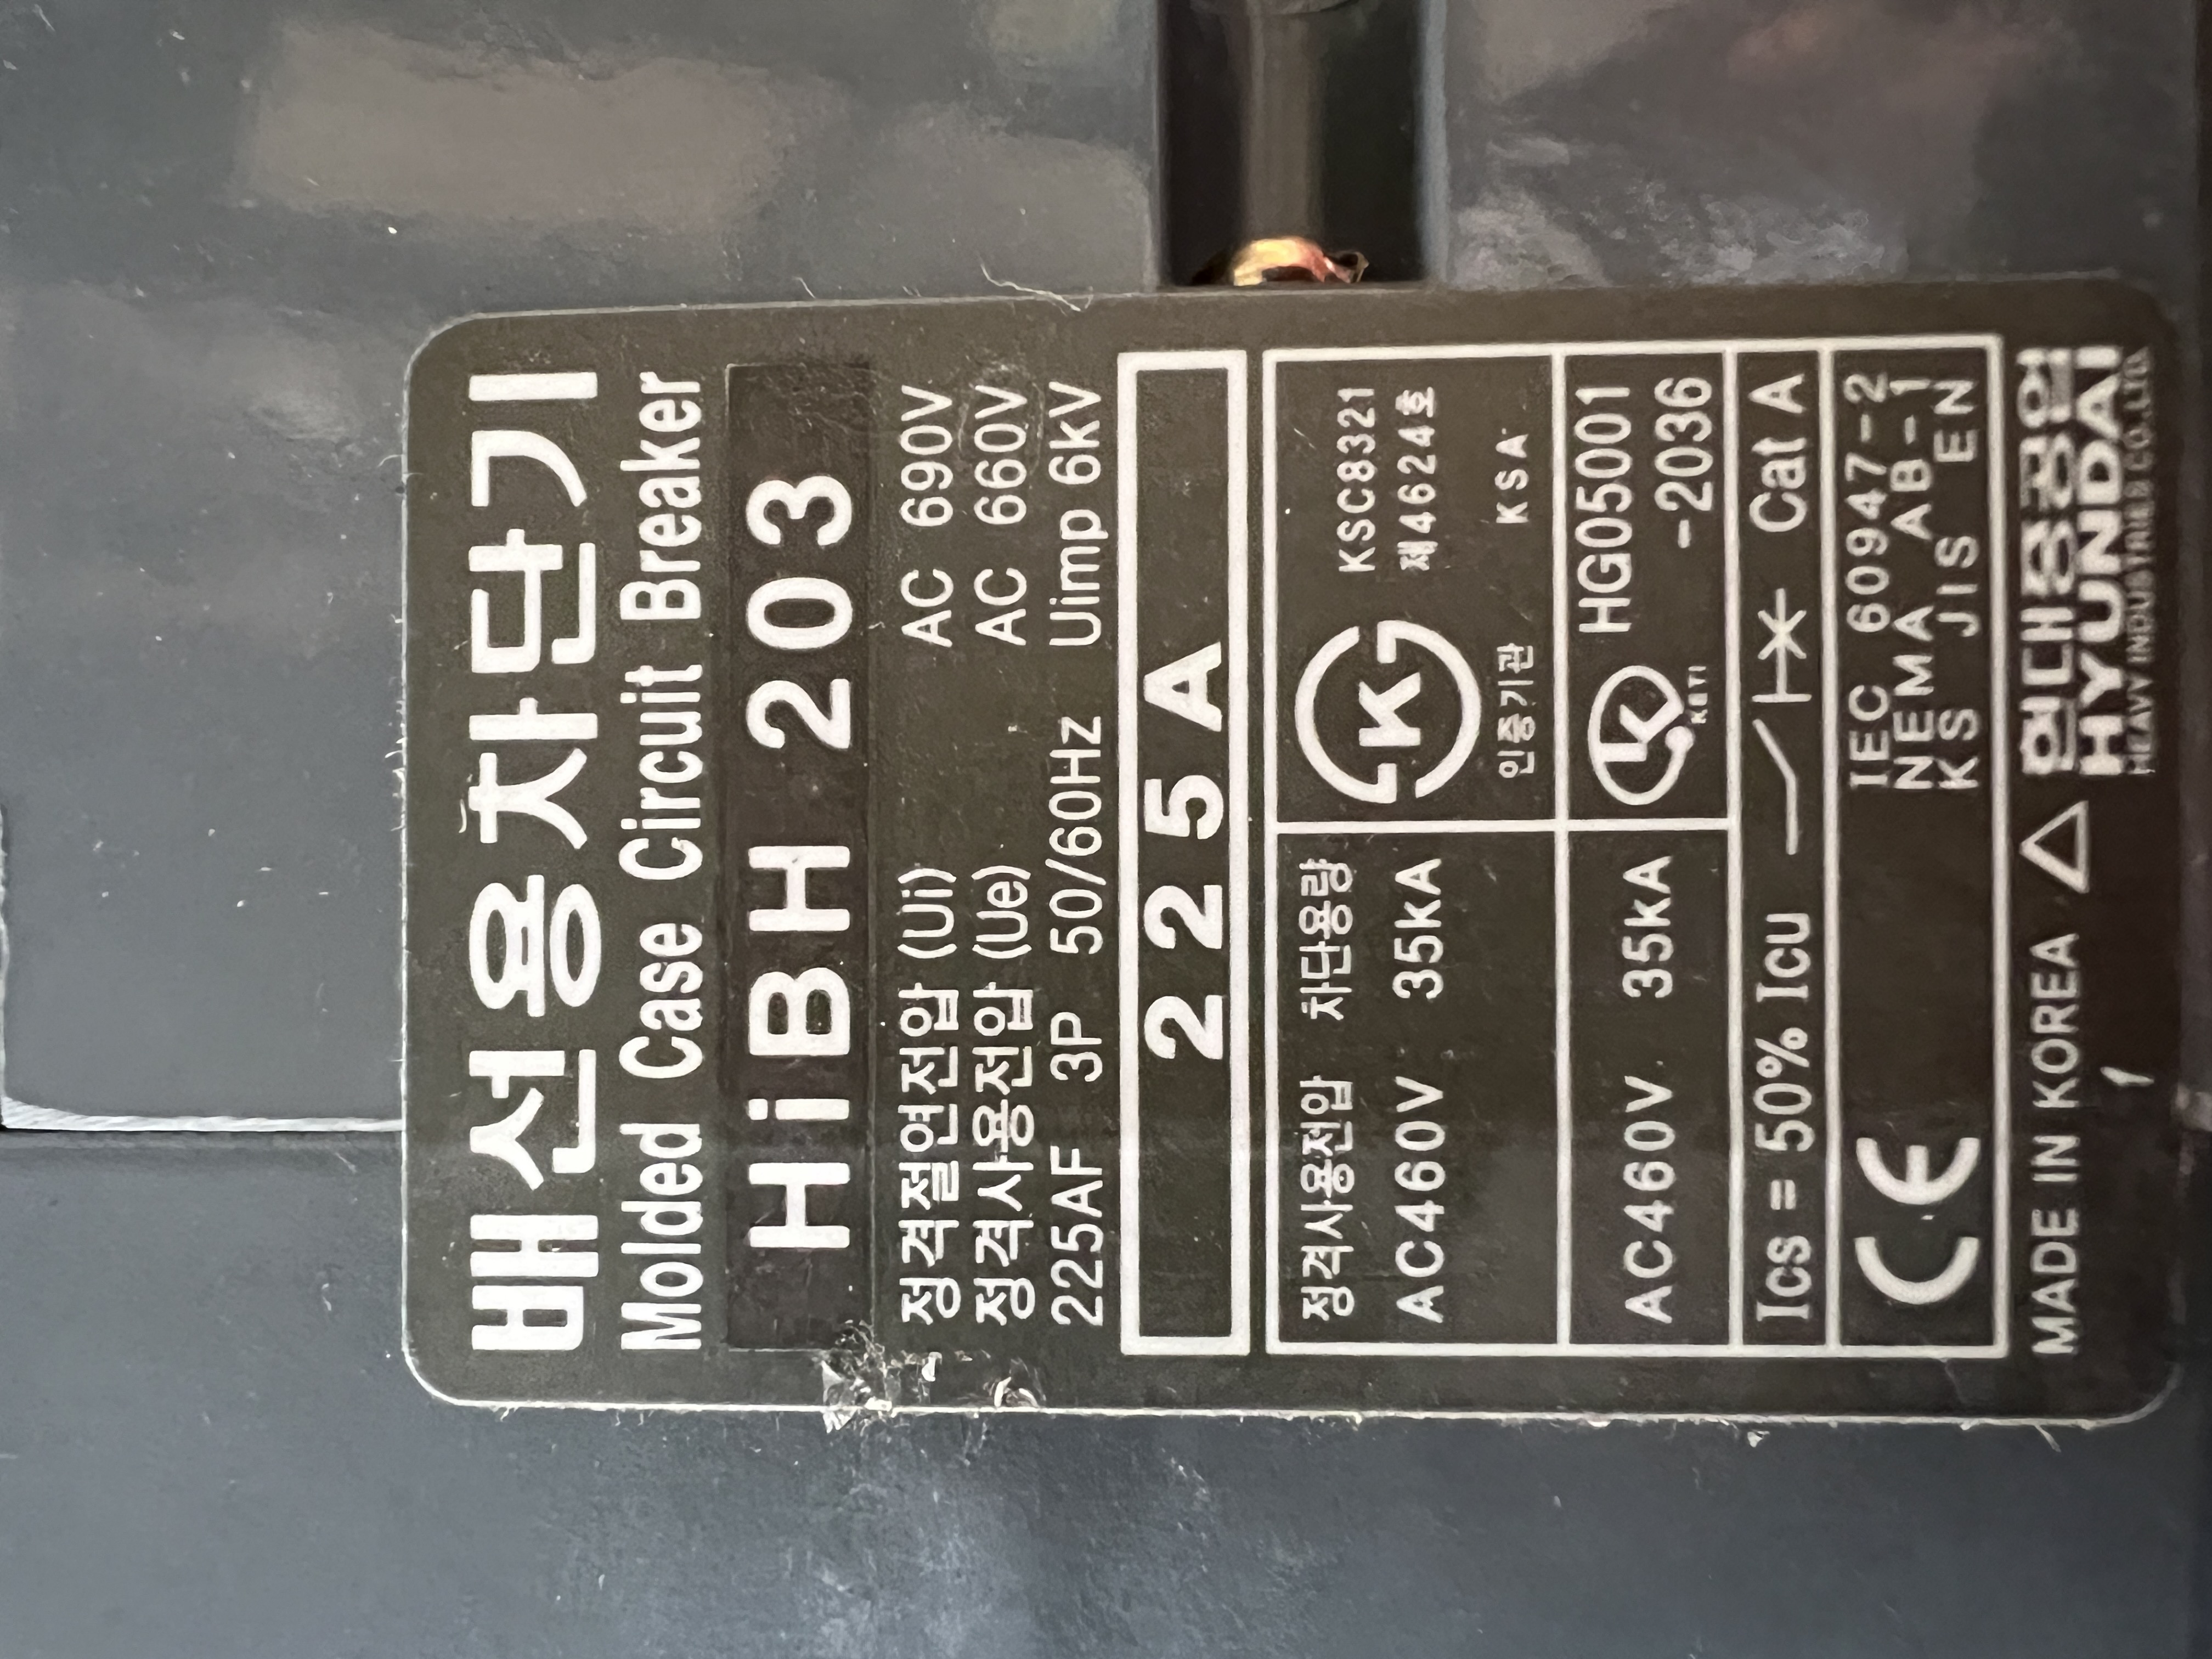 배선용차단기
Molded Case Circuit Breaker
HiBH 203
정격절연전압 (Ui) AC 690V
정격사용전압 (Ue) AC 660V
225AF 3P 50/60Hz Uimp 6kV
225A
정격사용전압 차단용량
AC460V 35kA
K
KSC8321
제46244호
인증기관 KSA
AC460V 35kA
K
KETI
HG05001
-2036
Ics = 50% Icu Cat A
CE
IEC 60947-2
NEMA AB-1
KS JIS EN
MADE IN KOREA
현대중공업
HYUNDAI
HEAVY INDUSTRIES CO.,LTD.
1